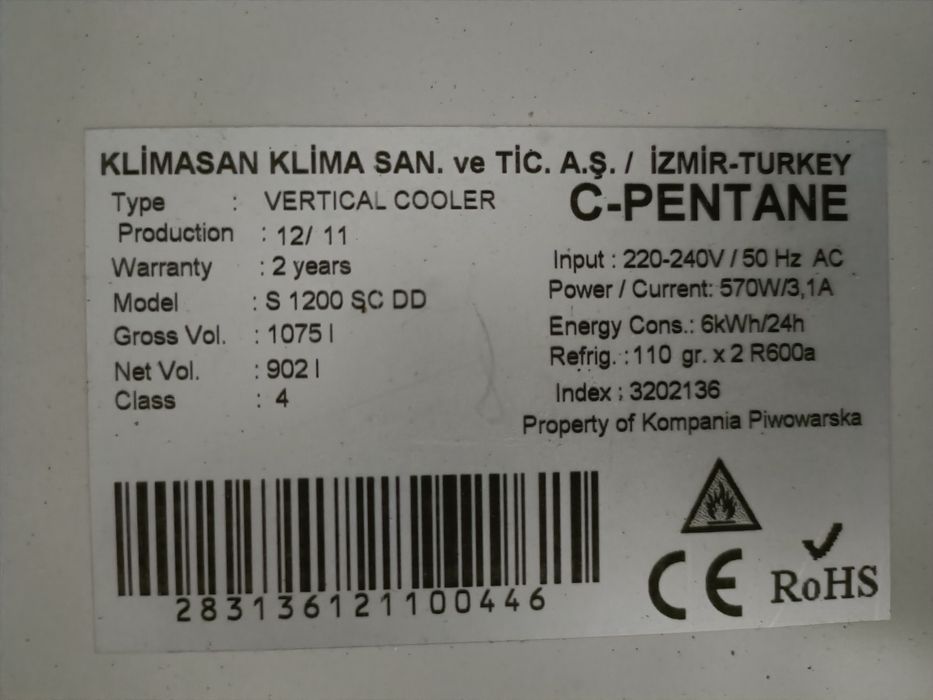 KLİMASAN KLİMA SAN. ve TİC. A.Ş. / İZMİR-TURKEY
C-PENTANE
Type : VERTICAL COOLER
Production : 12/ 11
Warranty : 2 years
Model : S 1200 SC DD
Gross Vol. : 1075 l
Net Vol. : 902 l
Class : 4
Input : 220-240V / 50 Hz AC
Power / Current: 570W/3,1A
Energy Cons.: 6kWh/24h
Refrig. : 110 gr. x 2 R600a
Index : 3202136
Property of Kompania Piwowarska
283136121100446
CE
RoHS